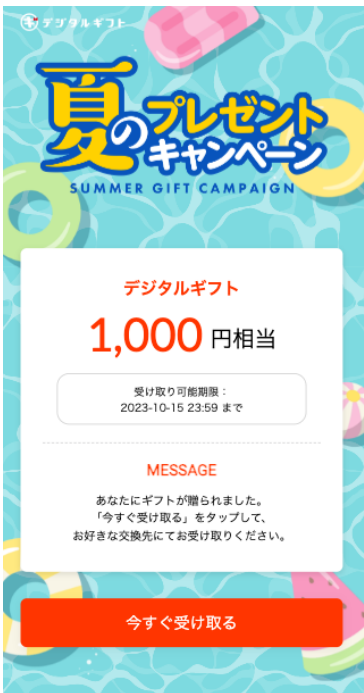 デジタルギフト
夏のプレゼント
キャンペーン
SUMMER GIFT CAMPAIGN
デジタルギフト
1,000 円相当
受け取り可能期限：
2023-10-15 23:59 まで
MESSAGE
あなたにギフトが贈られました。
「今すぐ受け取る」をタップして、
お好きな交換先にてお受け取りください。
今すぐ受け取る